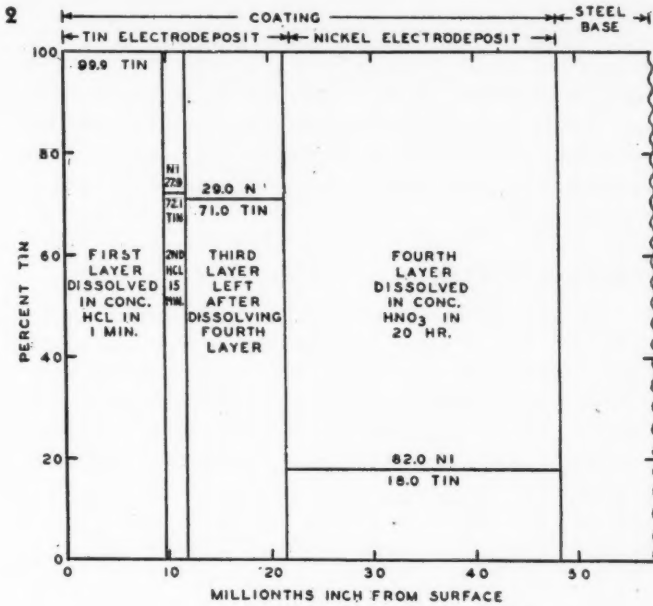 2
COATING
STEEL
BASE
TIN ELECTRODEPOSIT
NICKEL ELECTRODEPOSIT
PERCENT TIN
100
80
60
40
20
0
99.9 TIN
FIRST
LAYER
DISSOLVED
IN CONC.
HCL IN
1 MIN.
NI
27.9
72.1
TIN
2ND
HCL
15
MIN.
29.0 N
71.0 TIN
THIRD
LAYER
LEFT
AFTER
DISSOLVING
FOURTH
LAYER
FOURTH
LAYER
DISSOLVED
IN CONC.
HNO3 IN
20 HR.
82.0 NI
18.0 TIN
0
10
20
30
40
50
MILLIONTHS INCH FROM SURFACE